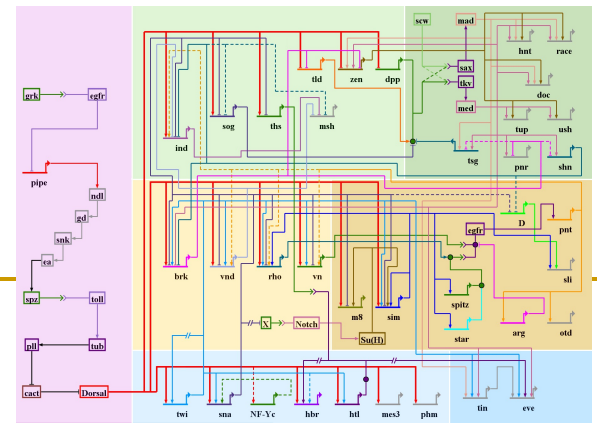 scw mad
hnt race
grk egfr
tld zen dpp
sax
tkv
doc
med
sog ths msh
tup ush
ind
tsg pnr shn
pipe
ndl
gd
snk
ea
D pnt
egfr
brk vnd rho vn
sli
spz toll
m8 sim
spitz
star
arg otd
X Notch
Su(H)
pll tub
cact Dorsal
twi sna NF-Yc hbr htl mes3 phm
tin eve